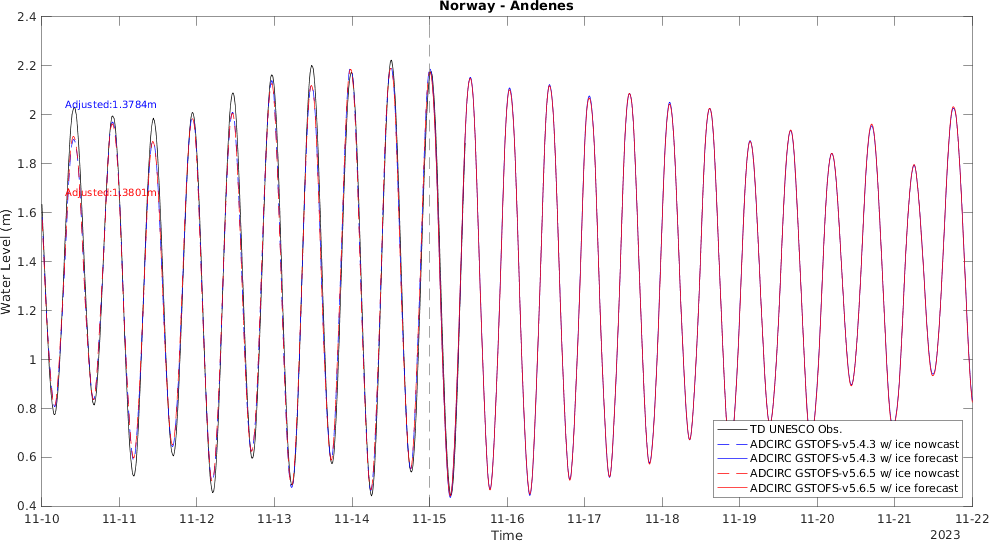 Norway - Andenes
2.4
2.2
2
1.8
1.6
1.4
1.2
1
0.8
0.6
0.4
Water Level (m)
Adjusted:1.3784m
Adjusted:1.3801m
TD UNESCO Obs.
ADCIRC GSTOFS-v5.4.3 w/ ice nowcast
ADCIRC GSTOFS-v5.4.3 w/ ice forecast
ADCIRC GSTOFS-v5.6.5 w/ ice nowcast
ADCIRC GSTOFS-v5.6.5 w/ ice forecast
11-10 11-11 11-12 11-13 11-14 11-15 11-16 11-17 11-18 11-19 11-20 11-21 11-22
Time
2023